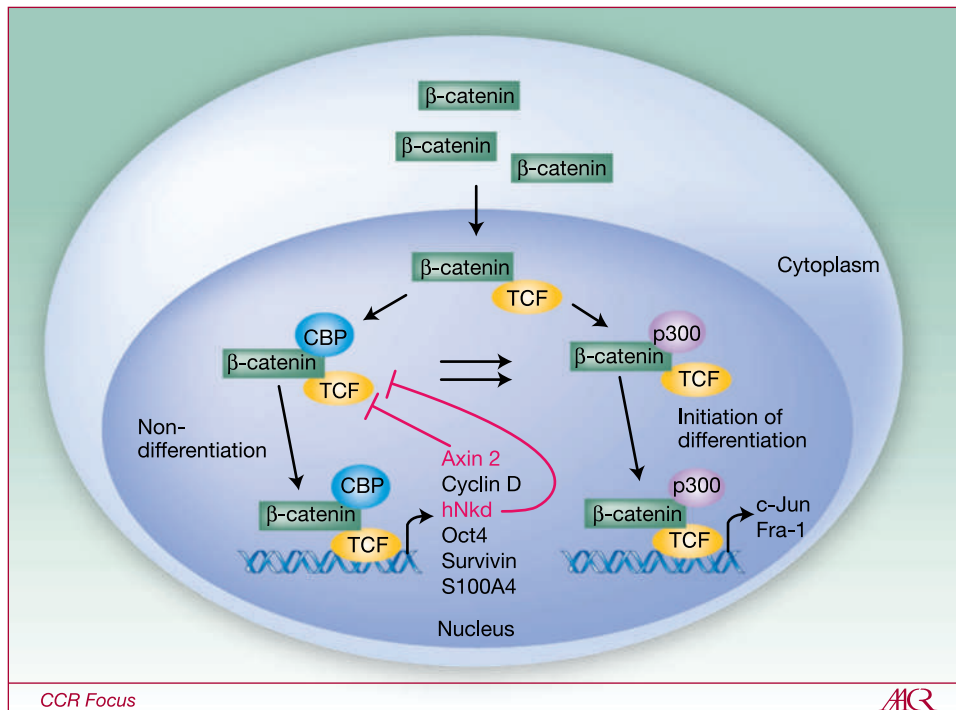 β-catenin
β-catenin
β-catenin
β-catenin
TCF
Cytoplasm
CBP
β-catenin
TCF
p300
β-catenin
TCF
Non-
differentiation
Initiation of
differentiation
Axin 2
Cyclin D
hNkd
Oct4
Survivin
S100A4
CBP
β-catenin
TCF
p300
β-catenin
TCF
c-Jun
Fra-1
Nucleus
CCR Focus
AACR